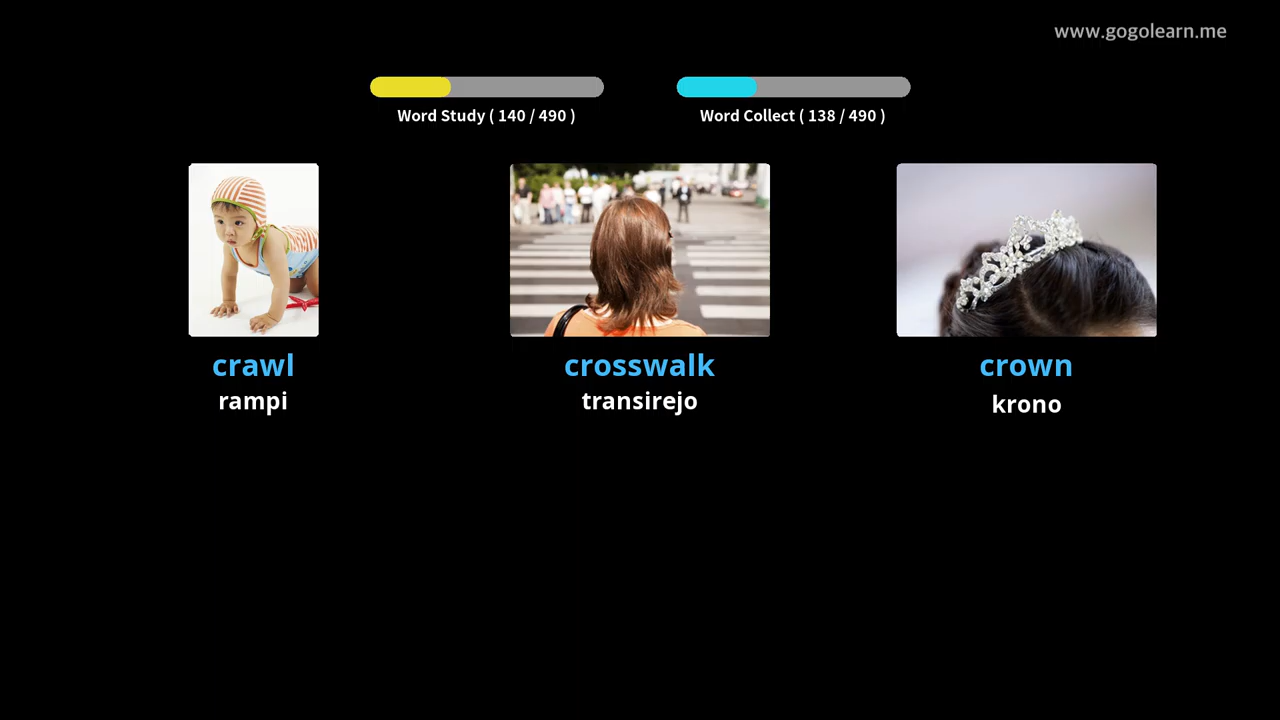 www.gogolearn.me
Word Study ( 140 / 490 )
Word Collect ( 138 / 490 )
crawl
rampi
crosswalk
transirejo
crown
krono